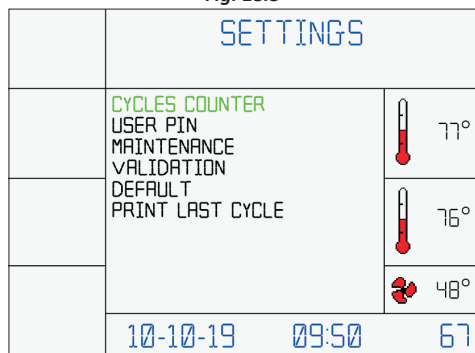 SETTINGS
CYCLES COUNTER
USER PIN
MAINTENANCE
VALIDATION
DEFAULT
PRINT LAST CYCLE
77°
76°
48°
10-10-19 09:50 67